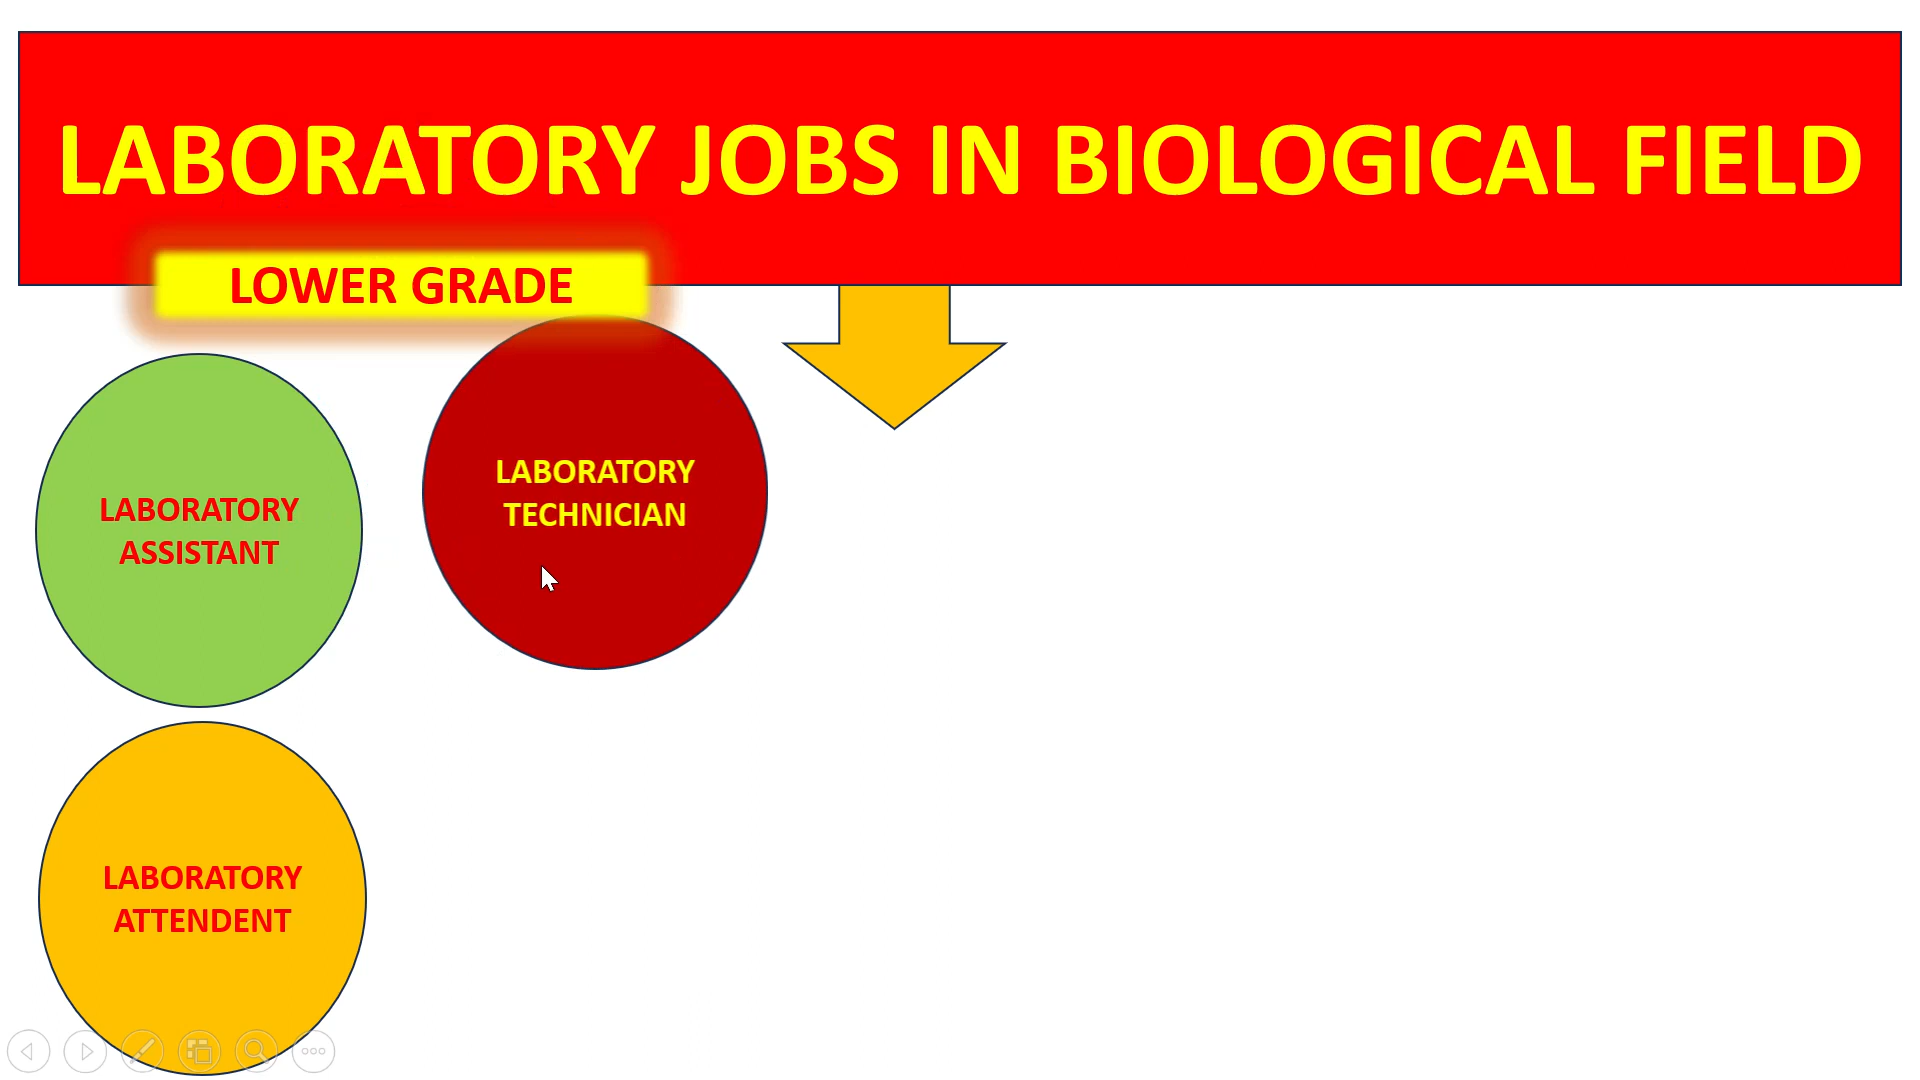 LABORATORY JOBS IN BIOLOGICAL FIELD
LOWER GRADE
LABORATORY
ASSISTANT
LABORATORY
TECHNICIAN
LABORATORY
ATTENDENT